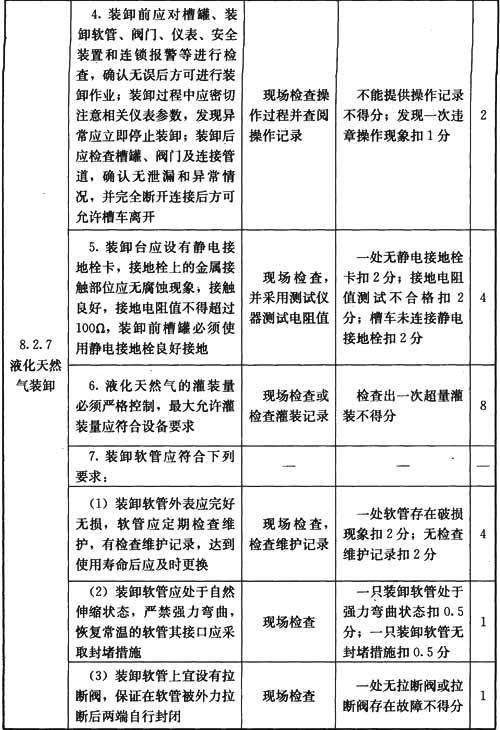 8.2.7
液化天然
气装卸
4. 装卸前应对槽罐、装
卸软管、阀门、仪表、安全
装置和连锁报警等进行检
查，确认无误后方可进行装
卸作业；装卸过程中应密切
注意相关仪表参数，发现异
常应立即停止装卸；装卸后
应检查槽罐、阀门及连接管
道，确认无泄漏和异常情
况，并完全断开连接后方可
允许槽车离开
现场检查操
作过程并查阅
操作记录
不能提供操作记录
不得分；发现一次违
章操作现象扣1分
2
5. 装卸台应设有静电接
地栓卡，接地栓上的金属接
触部位应无腐蚀现象，接触
良好，接地电阻值不得超过
100Ω，装卸前槽罐必须使
用静电接地栓良好接地
现场检查，
并采用测试仪
器测试电阻值
一处无静电接地栓
卡扣2分；接地电阻
值测试不合格扣2
分；槽车未连接静电
接地栓扣2分
4
6. 液化天然气的灌装量
必须严格控制，最大允许灌
装量应符合设备要求
现场检查或
检查灌装记录
检查出一次超量灌
装不得分
8
7. 装卸软管应符合下列
要求：
—
—
—
（1）装卸软管外表应完好
无损，软管应定期检查维
护，有检查维护记录，达到
使用寿命后应及时更换
现场检查，
检查维护记录
一处软管存在破损
现象扣2分；无检查
维护记录扣2分
4
（2）装卸软管应处于自然
伸缩状态，严禁强力弯曲，
恢复常温的软管其接口应采
取封堵措施
现场检查
一只装卸软管处于
强力弯曲状态扣0.5
分；一只装卸软管无
封堵措施扣0.5分
1
（3）装卸软管上宜设有拉
断阀，保证在软管被外力拉
断后两端自行封闭
现场检查
一处无拉断阀或拉
断阀存在故障不得分
1